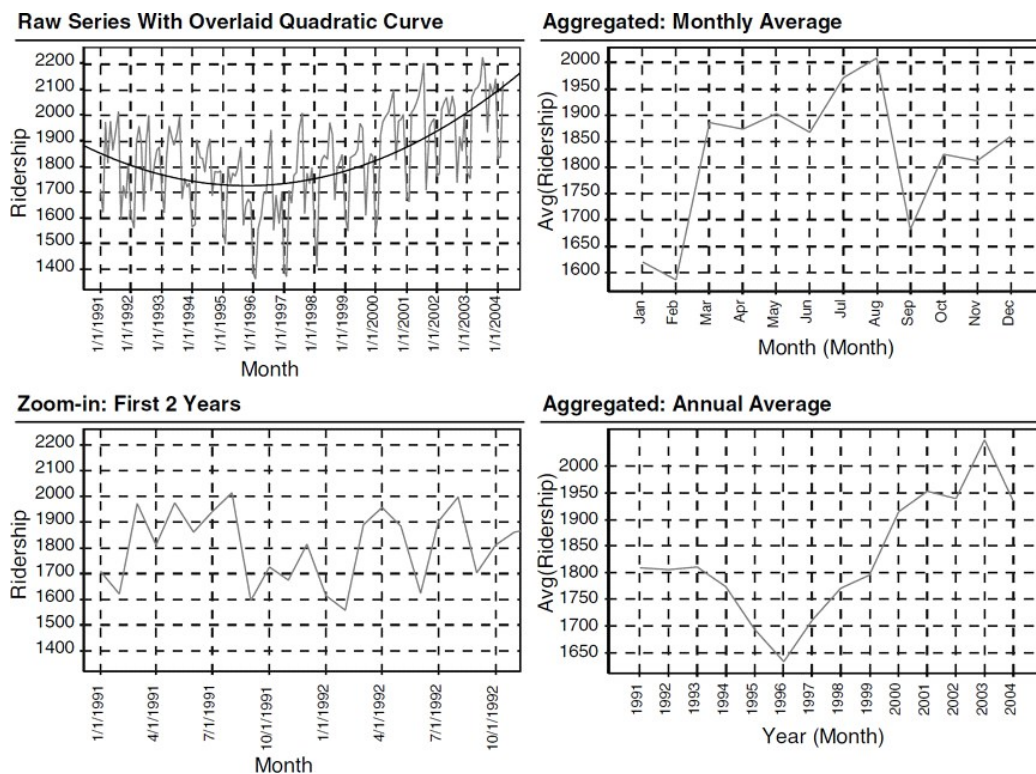 Raw Series With Overlaid Quadratic Curve
Ridership
2200
2100
2000
1900
1800
1700
1600
1500
1400
1/1/1991
1/1/1992
1/1/1993
1/1/1994
1/1/1995
1/1/1996
1/1/1997
1/1/1998
1/1/1999
1/1/2000
1/1/2001
1/1/2002
1/1/2003
1/1/2004
Month
Aggregated: Monthly Average
Avg(Ridership)
2000
1950
1900
1850
1800
1750
1700
1650
1600
Jan
Feb
Mar
Apr
May
Jun
Jul
Aug
Sep
Oct
Nov
Dec
Month (Month)
Zoom-in: First 2 Years
Ridership
2200
2100
2000
1900
1800
1700
1600
1500
1400
1/1/1991
4/1/1991
7/1/1991
10/1/1991
1/1/1992
4/1/1992
7/1/1992
10/1/1992
Month
Aggregated: Annual Average
Avg(Ridership)
2000
1950
1900
1850
1800
1750
1700
1650
1991
1992
1993
1994
1995
1996
1997
1998
1999
2000
2001
2002
2003
2004
Year (Month)